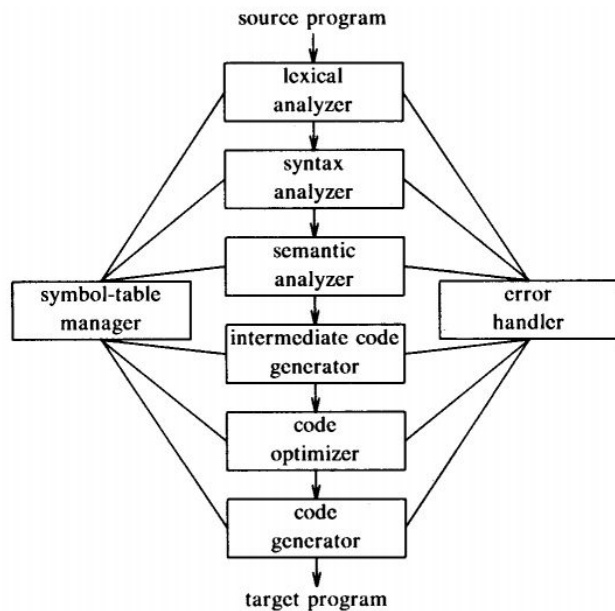 source program
lexical
analyzer
syntax
analyzer
semantic
analyzer
symbol-table
manager
error
handler
intermediate code
generator
code
optimizer
code
generator
target program